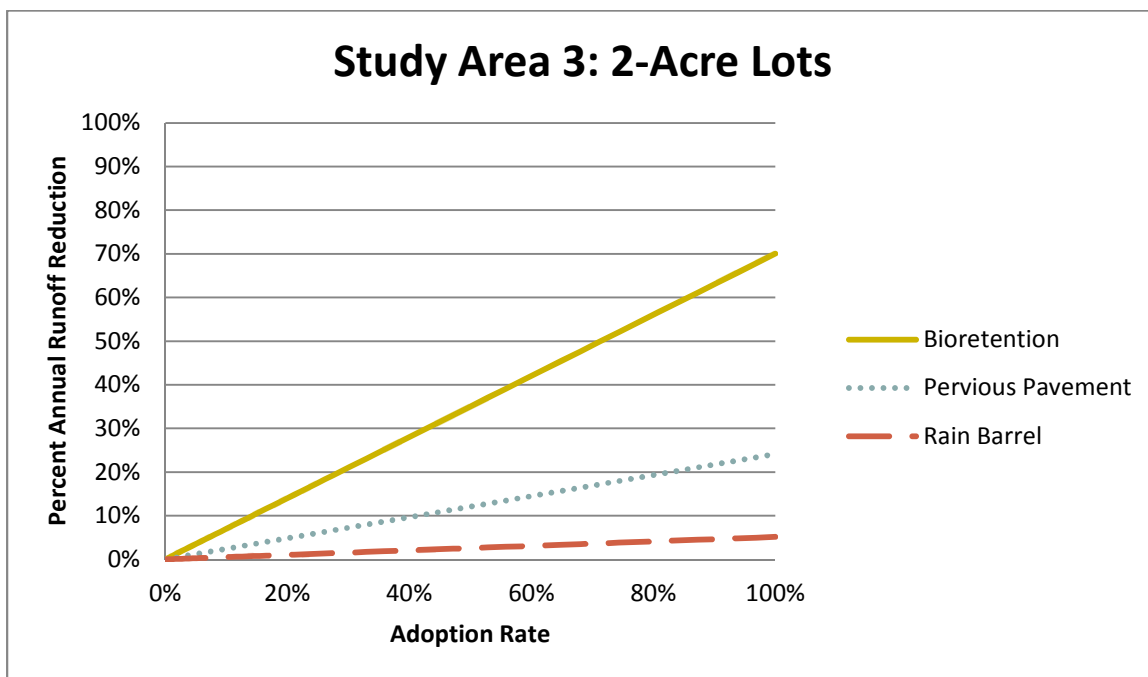 Study Area 3: 2-Acre Lots
Percent Annual Runoff Reduction
100%
90%
80%
70%
60%
50%
40%
30%
20%
10%
0%
0% 20% 40% 60% 80% 100%
Adoption Rate
Bioretention
Pervious Pavement
Rain Barrel